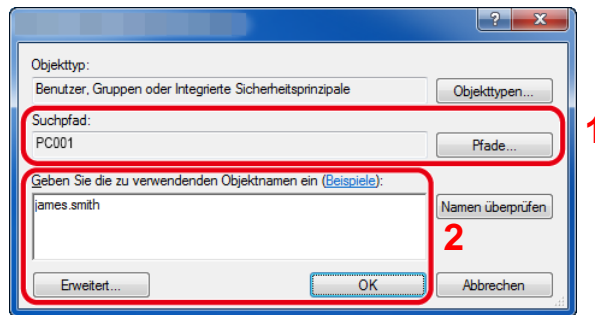 Objekttyp:
Benutzer, Gruppen oder Integrierte Sicherheitsprinzipale
Objekttypen...
Suchpfad:
PC001
Pfade...
1
Geben Sie die zu verwendenden Objektnamen ein (Beispiele):
james.smith
Namen überprüfen
2
Erweitert...
OK
Abbrechen